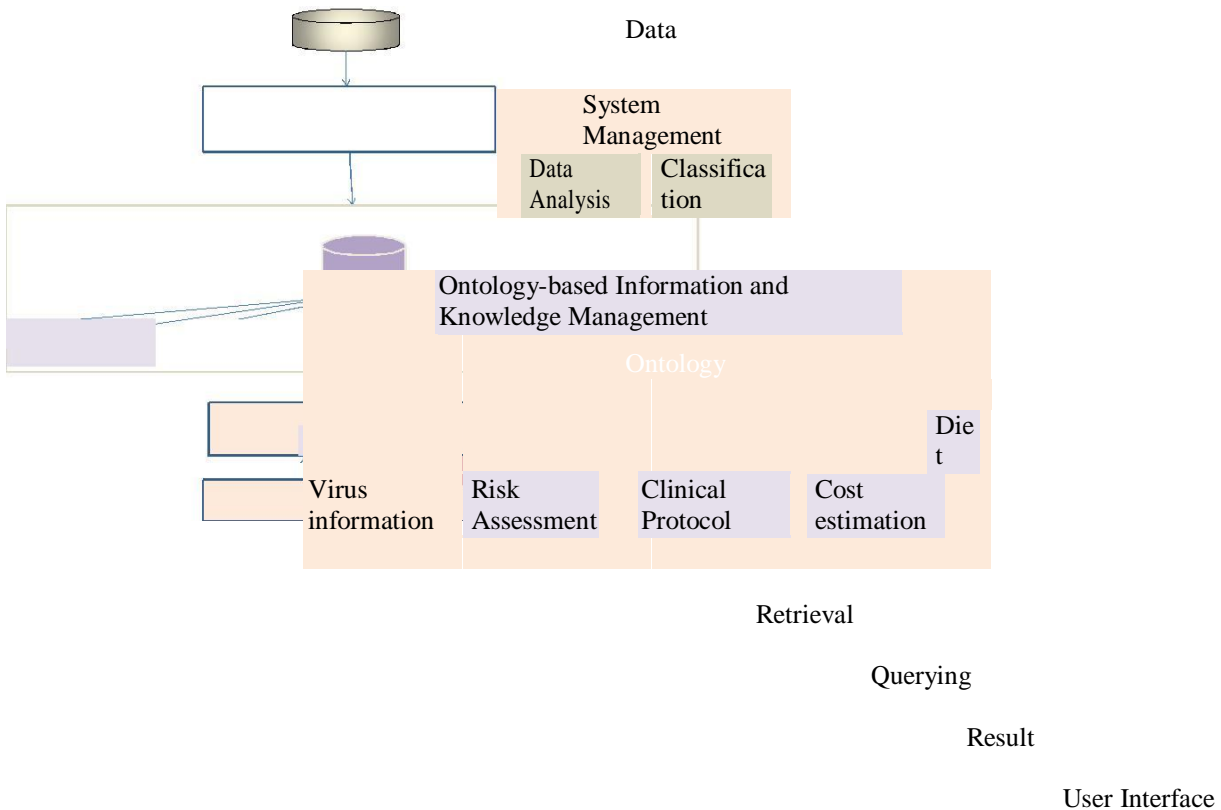 Data
System
Management
Data
Analysis
Classifica
tion
Ontology-based Information and
Knowledge Management
Ontology
Die
t
Virus
information
Risk
Assessment
Clinical
Protocol
Cost
estimation
Retrieval
Querying
Result
User Interface